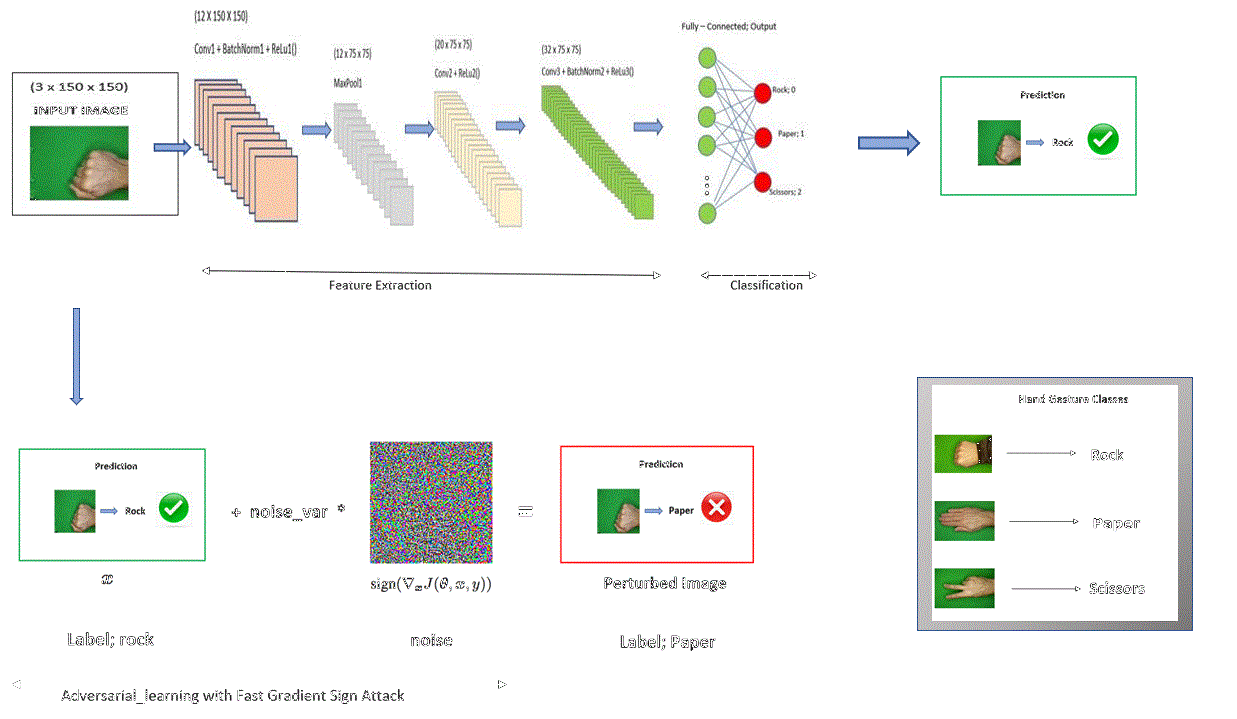 (3 x 150 x 150)
INPUT IMAGE
(12 X 150 X 150)
Conv1 + BatchNorm1 + ReLu1()
(12 x 75 x 75)
MaxPool1
(20 x 75 x 75)
Conv2 + ReLu2()
(32 x 75 x 75)
Conv3 + BatchNorm2 + ReLu3()
Fully – Connected; Output
Rock; 0
Paper; 1
Scissors; 2
Prediction
Rock
Feature Extraction
Classification
Prediction
Rock
x
Label; rock
+ noise_var *
sign(∇ₓJ(θ, x, y))
noise
=
Prediction
Paper
Perturbed Image
Label; Paper
Adversarial_learning with Fast Gradient Sign Attack
Hand Gesture Classes
Rock
Paper
Scissors